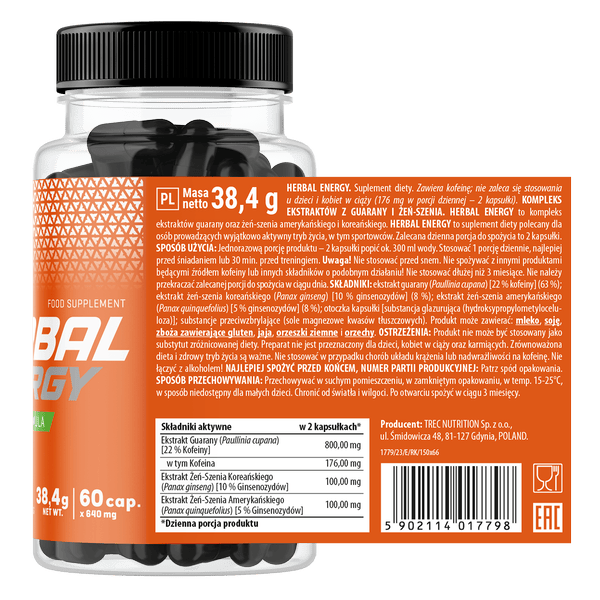 FOOD SUPPLEMENT
BAL
RGY
ULA
38,4g
NET WT.
60 cap.
x 640 mg
PL
Masa
netto
38,4 g
HERBAL ENERGY. Suplement diety. Zawiera kofeinę; nie zaleca się stosowania
u dzieci i kobiet w ciąży (176 mg w porcji dziennej – 2 kapsułki). KOMPLEKS
EKSTRAKTÓW Z GUARANY I ŻEŃ-SZENIA. HERBAL ENERGY to kompleks
ekstraktów guarany oraz żeń-szenia amerykańskiego i koreańskiego. HERBAL ENERGY to suplement diety polecany dla
osób prowadzących wyjątkowo aktywny tryb życia, w tym sportowców. Zalecana dzienna porcja do spożycia to 2 kapsułki.
SPOSÓB UŻYCIA: Jednorazową porcję produktu – 2 kapsułki popić ok. 300 ml wody. Stosować 1 porcję dziennie, najlepiej
przed śniadaniem lub 30 min. przed treningiem. Uwaga! Nie stosować przed snem. Nie spożywać z innymi produktami
będącymi źródłem kofeiny lub innych składników o podobnym działaniu! Nie stosować dłużej niż 3 miesiące. Nie należy
przekraczać zalecanej porcji do spożycia w ciągu dnia. SKŁADNIKI: ekstrakt guarany (Paullinia cupana) [22 % kofeiny] (63 %);
ekstrakt żeń-szenia koreańskiego (Panax ginseng) [10 % ginsenozydów] (8 %); ekstrakt żeń-szenia amerykańskiego
(Panax quinquefolius) [5 % ginsenozydów] (8 %); otoczka kapsułki [substancja glazurująca (hydroksypropylometylocelu-
loza)]; substancje przeciwzbrylające (sole magnezowe kwasów tłuszczowych). Produkt może zawierać: mleko, soję,
zboża zawierające gluten, jaja, orzeszki ziemne i orzechy. OSTRZEŻENIA: Produkt nie może być stosowany jako
substytut zróżnicowanej diety. Preparat nie jest przeznaczony dla dzieci, kobiet w ciąży oraz karmiących. Zrównoważona
dieta i zdrowy tryb życia są ważne. Nie stosować w przypadku chorób układu krążenia lub nadwrażliwości na kofeinę. Nie
łączyć z alkoholem! NAJLEPIEJ SPOŻYĆ PRZED KOŃCEM, NUMER PARTII PRODUKCYJNEJ: Patrz spód opakowania.
SPOSÓB PRZECHOWYWANIA: Przechowywać w suchym pomieszczeniu, w zamkniętym opakowaniu, w temp. 15-25°C,
w sposób niedostępny dla małych dzieci. Chronić od światła i wilgoci. Po otwarciu spożyć w ciągu 3 miesięcy.
Składniki aktywne w 2 kapsułkach*
Ekstrakt Guarany (Paullinia cupana)
[22 % Kofeiny] 800,00 mg
w tym Kofeina 176,00 mg
Ekstrakt Żeń-Szenia Koreańskiego
(Panax ginseng) [10 % Ginsenozydów] 100,00 mg
Ekstrakt Żeń-Szenia Amerykańskiego
(Panax quinquefolius) [5 % Ginsenozydów] 100,00 mg
*Dzienna porcja produktu
Producent: TREC NUTRITION Sp. z o.o.,
ul. Śmidowicza 48, 81-127 Gdynia, POLAND.
1779/23/E/RK/150x66
5 902114 017798
EAC